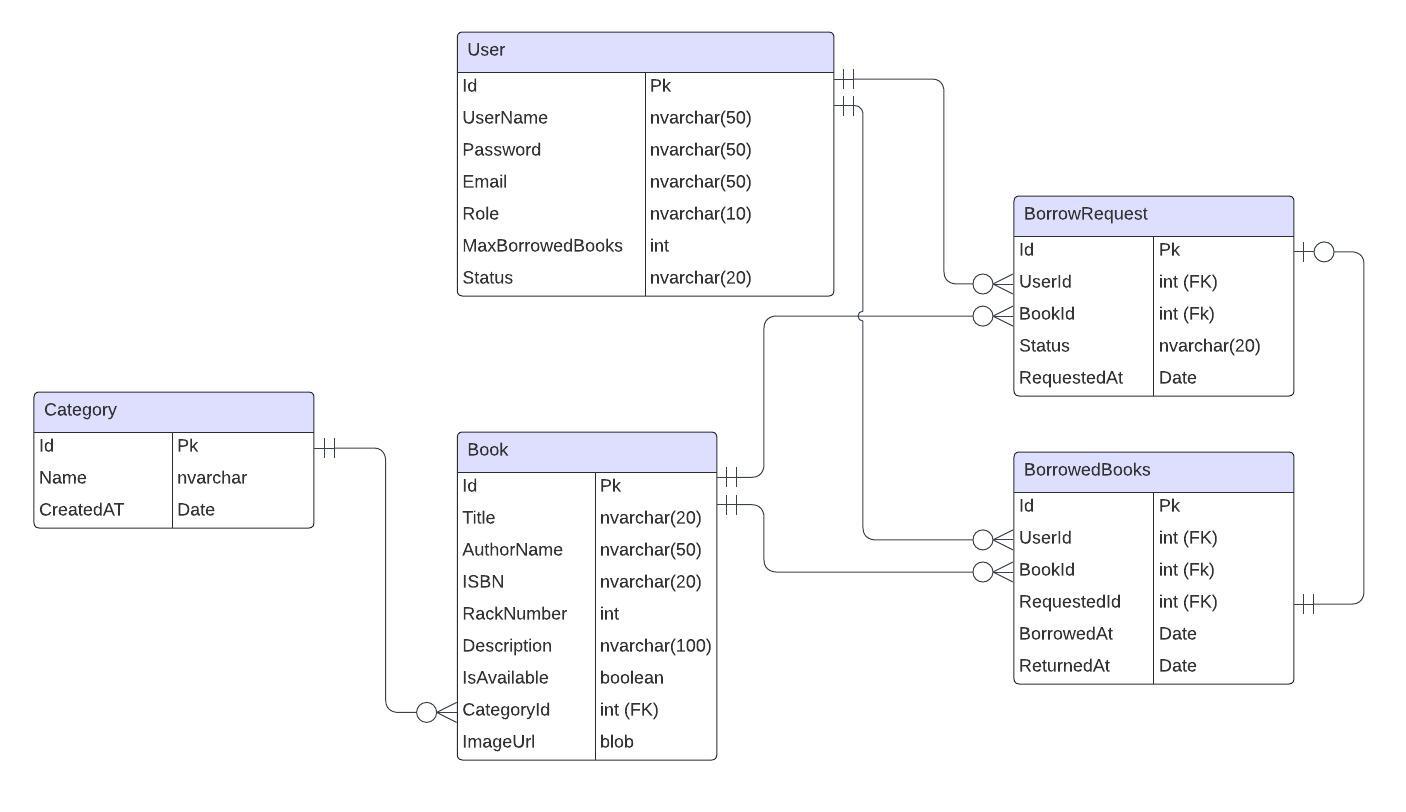 User
Id Pk
UserName nvarchar(50)
Password nvarchar(50)
Email nvarchar(50)
Role nvarchar(10)
MaxBorrowedBooks int
Status nvarchar(20)
BorrowRequest
Id Pk
UserId int (FK)
BookId int (Fk)
Status nvarchar(20)
RequestedAt Date
Category
Id Pk
Name nvarchar
CreatedAT Date
Book
Id Pk
Title nvarchar(20)
AuthorName nvarchar(50)
ISBN nvarchar(20)
RackNumber int
Description nvarchar(100)
IsAvailable boolean
CategoryId int (FK)
ImageUrl blob
BorrowedBooks
Id Pk
UserId int (FK)
BookId int (Fk)
RequestedId int (FK)
BorrowedAt Date
ReturnedAt Date